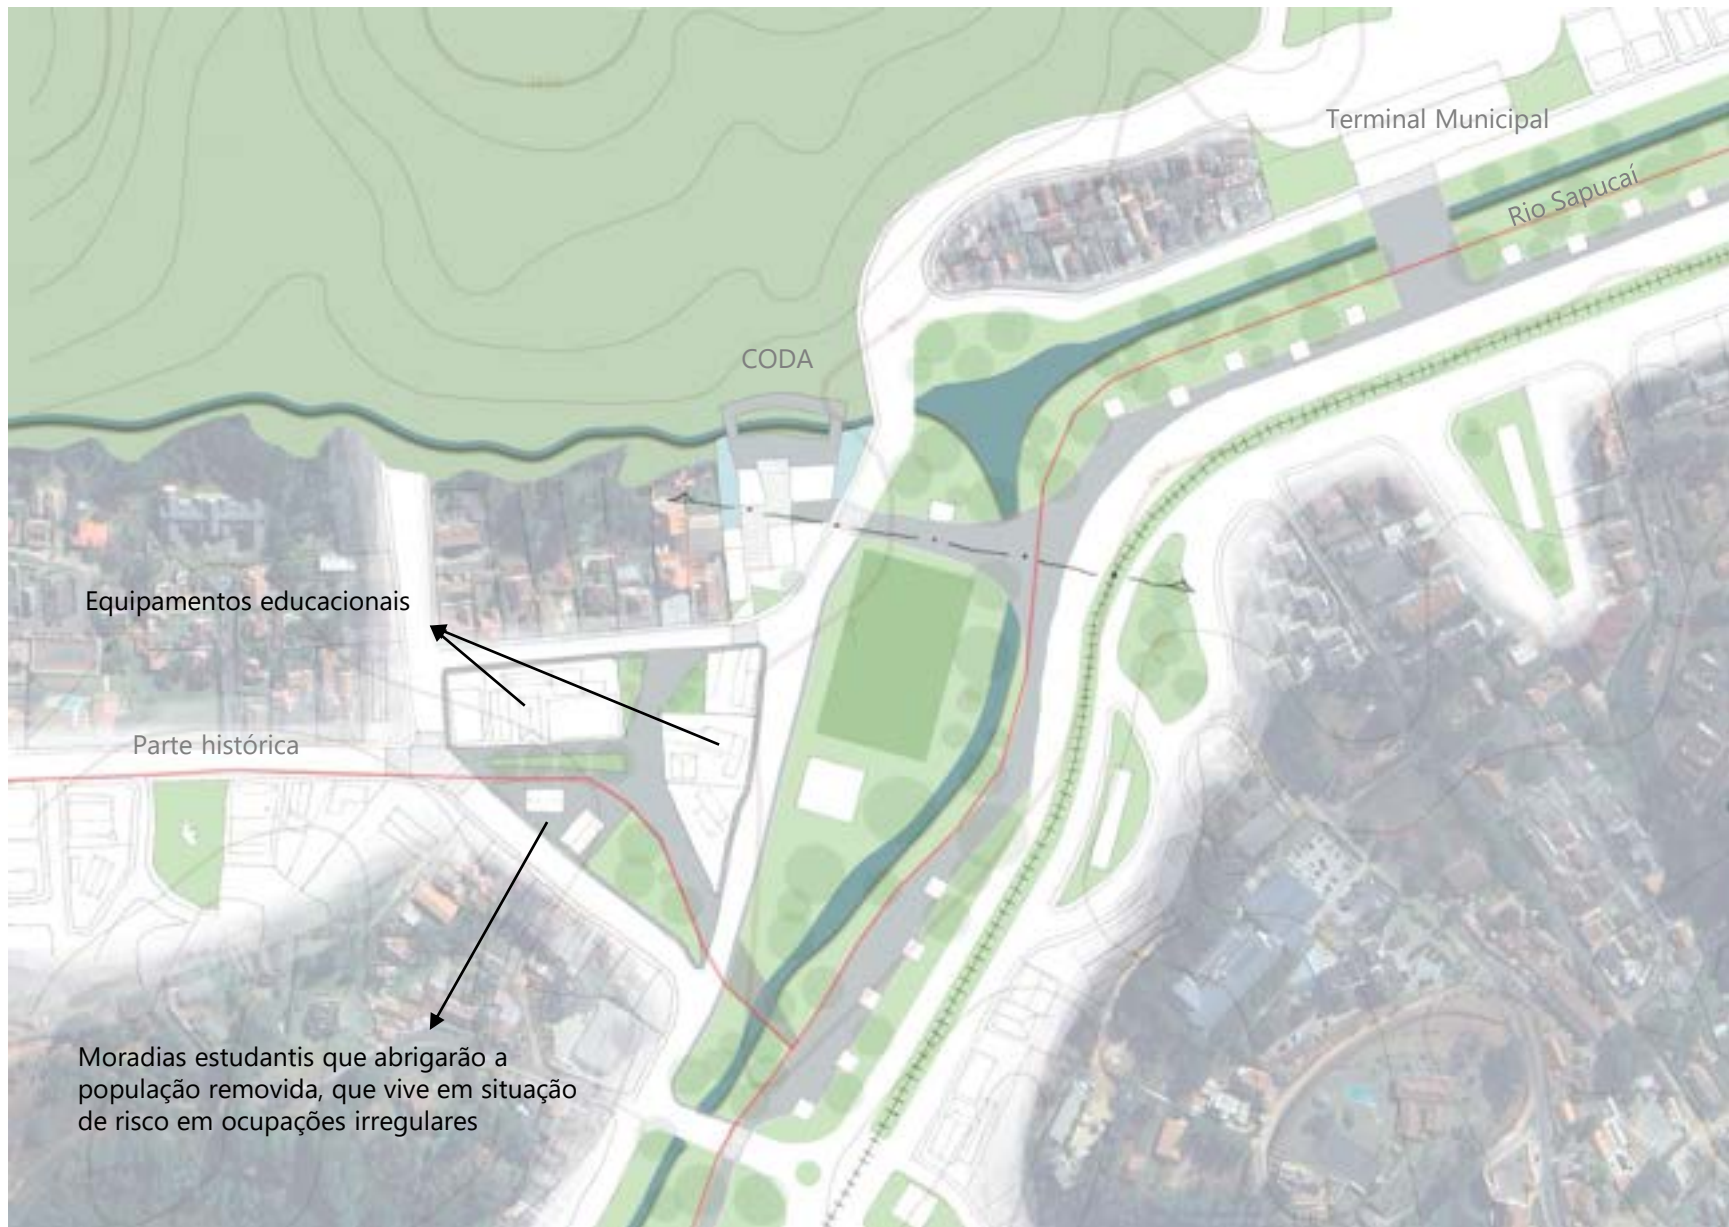 Terminal Municipal
Rio Sapucaí
CODA
Equipamentos educacionais
Parte histórica
Moradias estudantis que abrigarão a
população removida, que vive em situação
de risco em ocupações irregulares